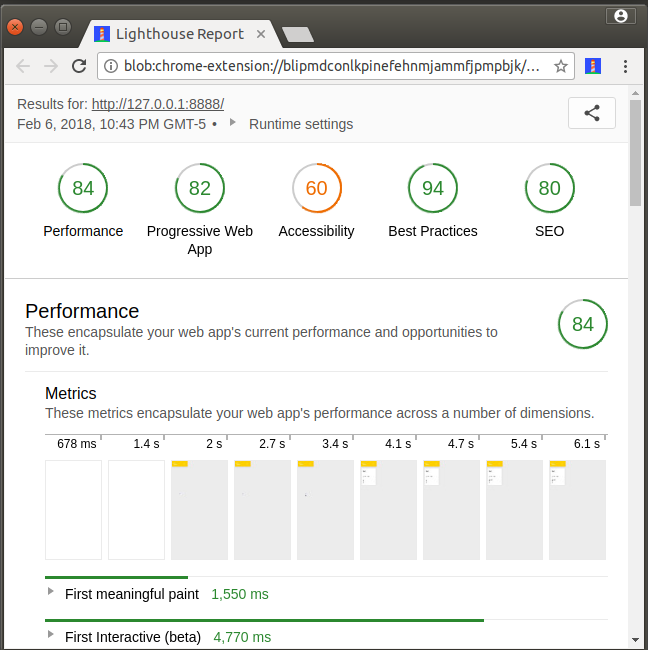 Lighthouse Report
blob:chrome-extension://blipmdconlkpinefehnmjammfjpmpbjk/...
Results for: http://127.0.0.1:8888/
Feb 6, 2018, 10:43 PM GMT-5 • Runtime settings
84 82 60 94 80
Performance Progressive Web App Accessibility Best Practices SEO
Performance
84
These encapsulate your web app's current performance and opportunities to
improve it.
Metrics
These metrics encapsulate your web app's performance across a number of dimensions.
678 ms 1.4 s 2 s 2.7 s 3.4 s 4.1 s 4.7 s 5.4 s 6.1 s
First meaningful paint 1,550 ms
First Interactive (beta) 4,770 ms